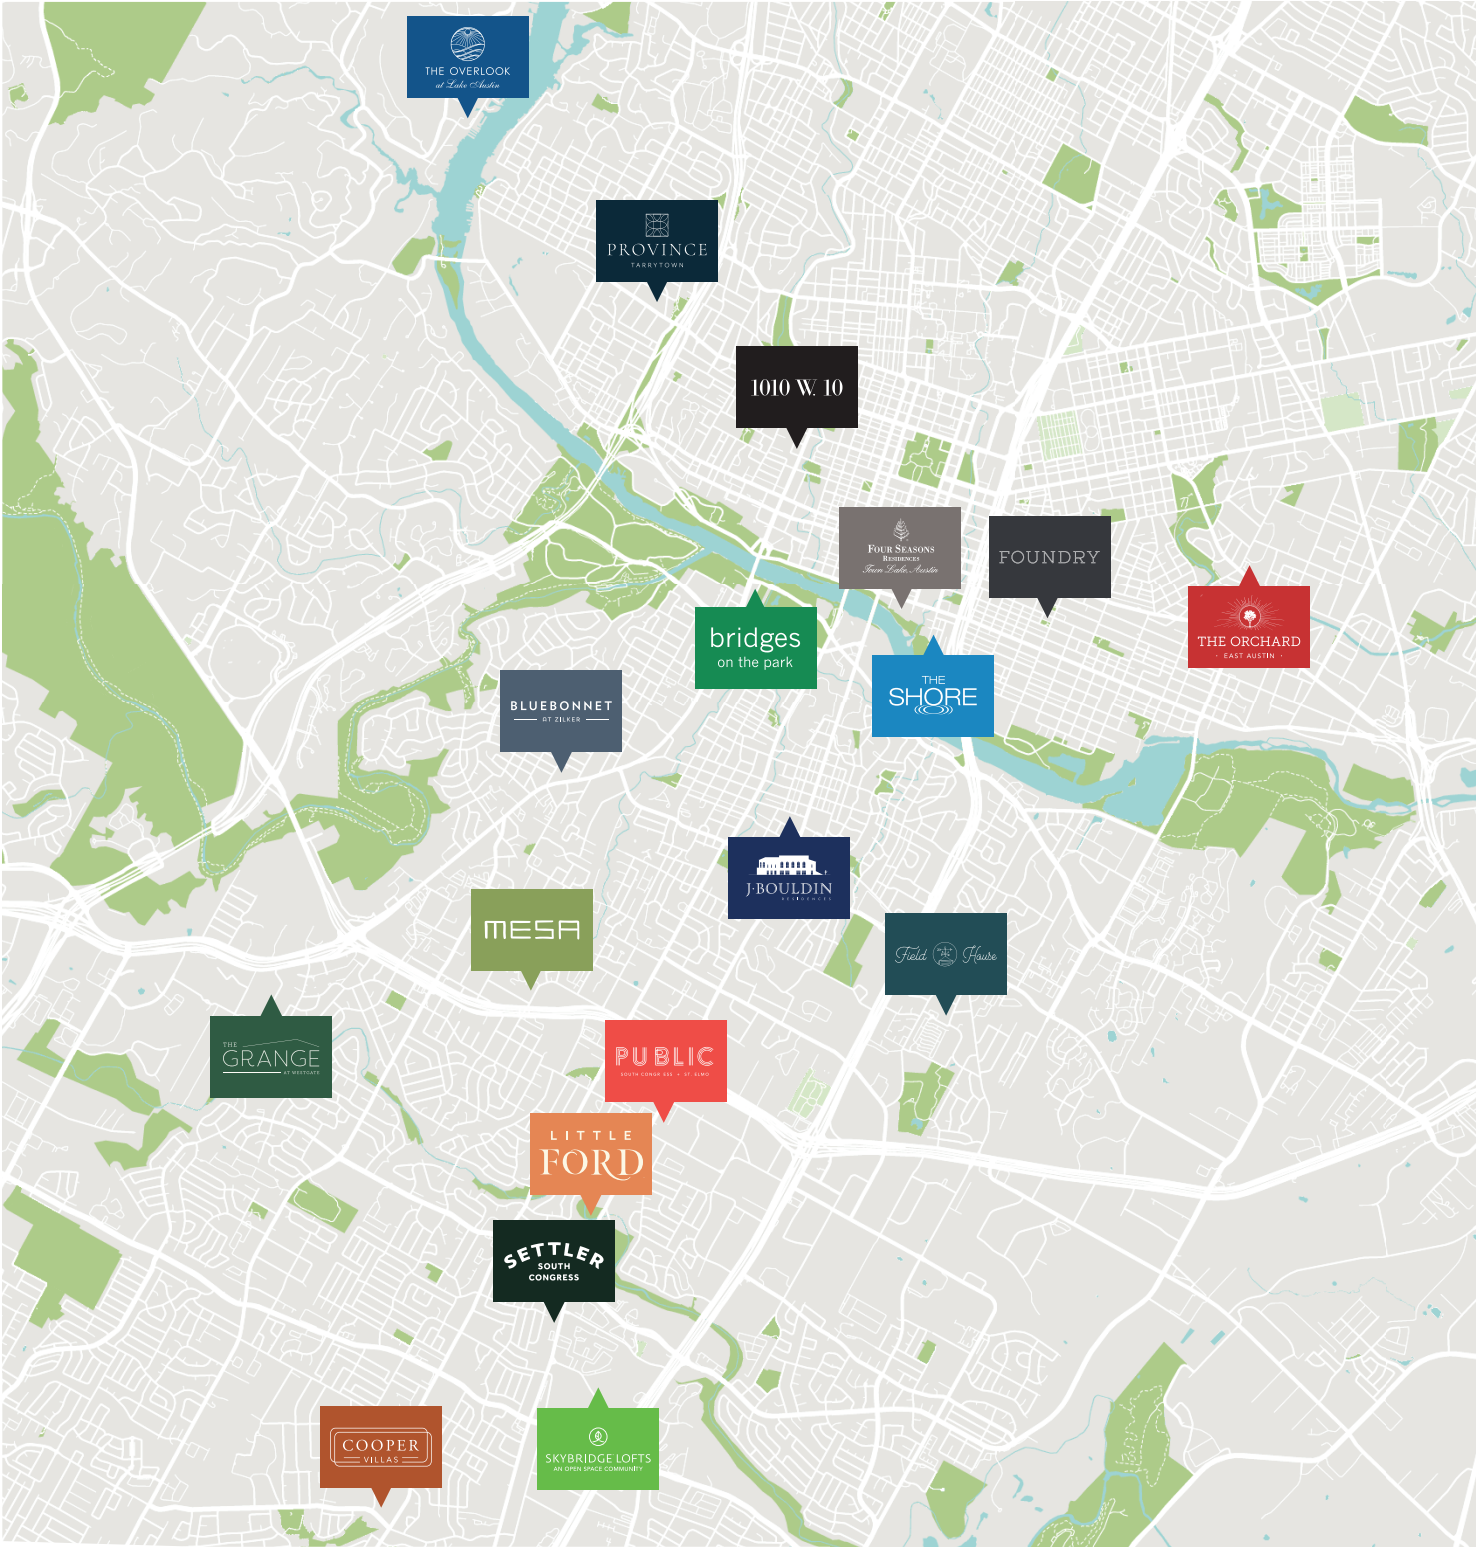 THE OVERLOOK
at Lake Austin
PROVINCE
TARRYTOWN
1010 W. 10
FOUR SEASONS
RESIDENCES
Town Lake, Austin
FOUNDRY
THE ORCHARD
· EAST AUSTIN ·
bridges
on the park
THE
SHORE
BLUEBONNET
AT ZILKER
J·BOULDIN
RESIDENCES
MESA
Field House
THE
GRANGE
AT WESTGATE
PUBLIC
SOUTH CONGRESS + ST. ELMO
LITTLE
FORD
SETTLER
SOUTH
CONGRESS
COOPER
VILLAS
SKYBRIDGE LOFTS
AN OPEN SPACE COMMUNITY